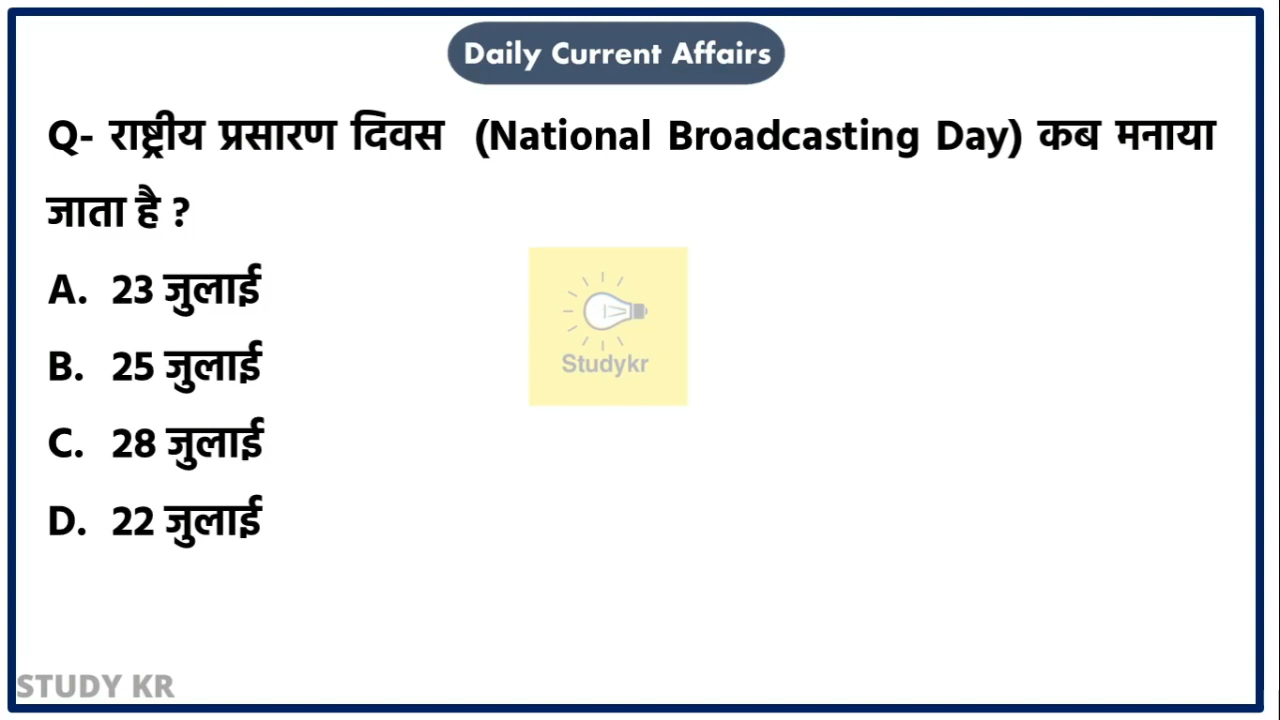 Daily Current Affairs
Q- राष्ट्रीय प्रसारण दिवस (National Broadcasting Day) कब मनाया
जाता है ?
A. 23 जुलाई
B. 25 जुलाई
C. 28 जुलाई
D. 22 जुलाई
Studykr
STUDY KR